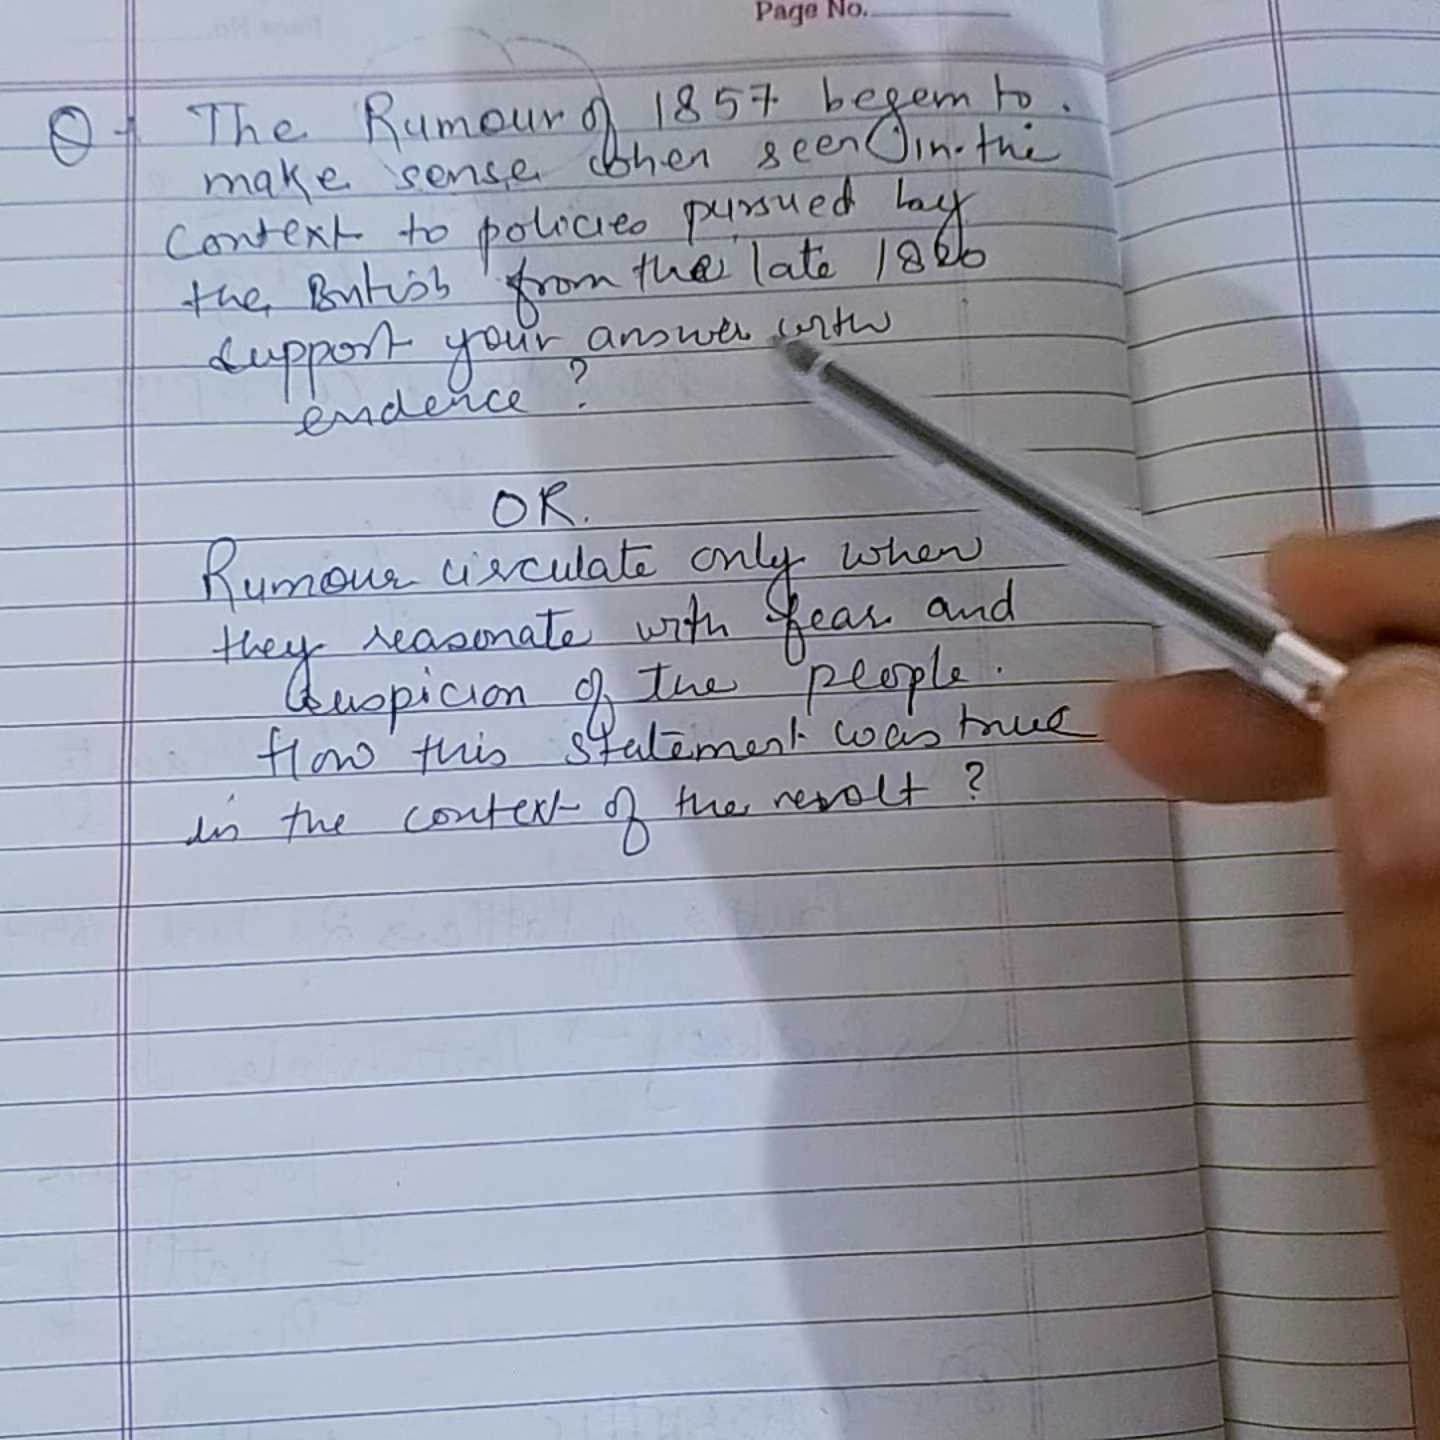 Page No.
Q- The Rumour of 1857 begem to.
make sense when seen in the
context to policies pursued by
the British from the late 1820
support your answer with
evidence ?
OR.
Rumour circulate only when
they reasonate with fear and
Suspicion of the people.
How this statement was true
in the context of the revolt ?